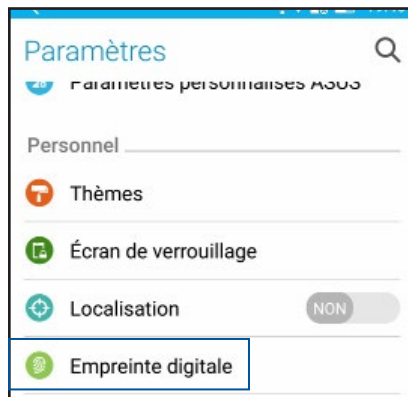 Paramètres
Paramètres personnalisés ASUS
Personnel
Thèmes
Écran de verrouillage
Localisation NON
Empreinte digitale